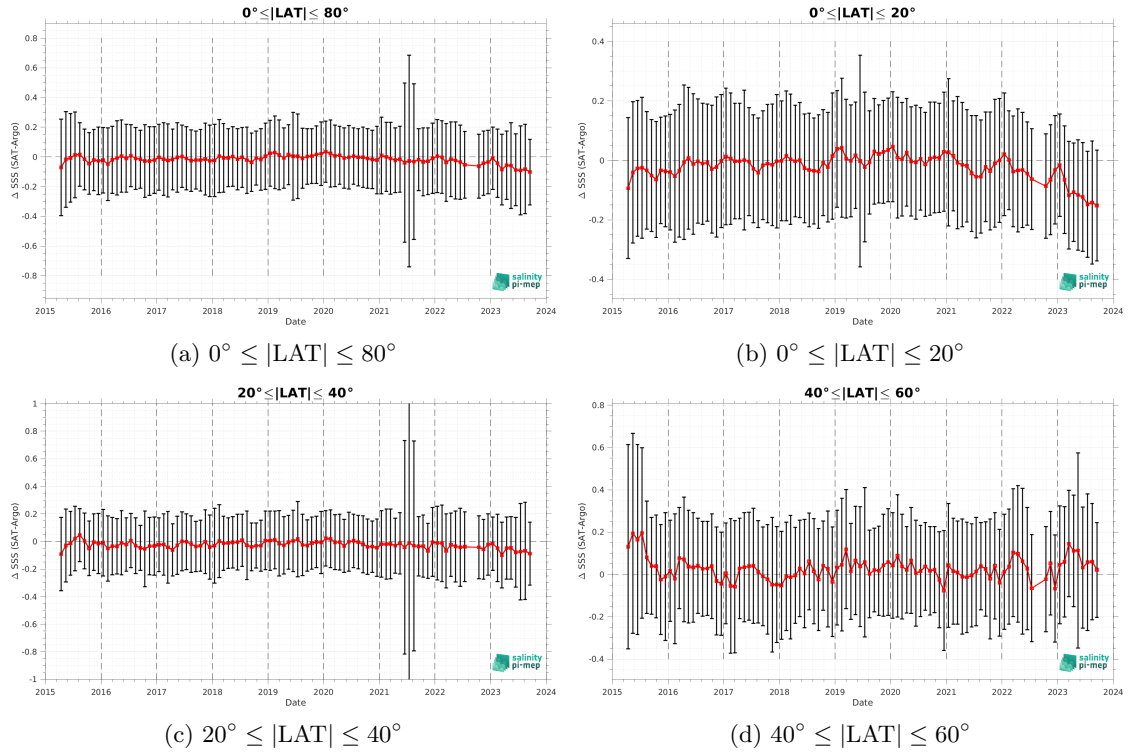 0°≤|LAT|≤ 80°
Δ SSS (SAT-Argo)
0.8
0.6
0.4
0.2
0
-0.2
-0.4
-0.6
-0.8
2015 2016 2017 2018 2019 2020 2021 2022 2023 2024
Date
salinity
pi-mep
(a) 0° ≤ |LAT| ≤ 80°
0°≤|LAT|≤ 20°
Δ SSS (SAT-Argo)
0.4
0.2
0
-0.2
-0.4
2015 2016 2017 2018 2019 2020 2021 2022 2023 2024
Date
salinity
pi-mep
(b) 0° ≤ |LAT| ≤ 20°
20°≤|LAT|≤ 40°
Δ SSS (SAT-Argo)
1
0.8
0.6
0.4
0.2
0
-0.2
-0.4
-0.6
-0.8
-1
2015 2016 2017 2018 2019 2020 2021 2022 2023 2024
Date
salinity
pi-mep
(c) 20° ≤ |LAT| ≤ 40°
40°≤|LAT|≤ 60°
Δ SSS (SAT-Argo)
0.8
0.6
0.4
0.2
0
-0.2
-0.4
2015 2016 2017 2018 2019 2020 2021 2022 2023 2024
Date
salinity
pi-mep
(d) 40° ≤ |LAT| ≤ 60°